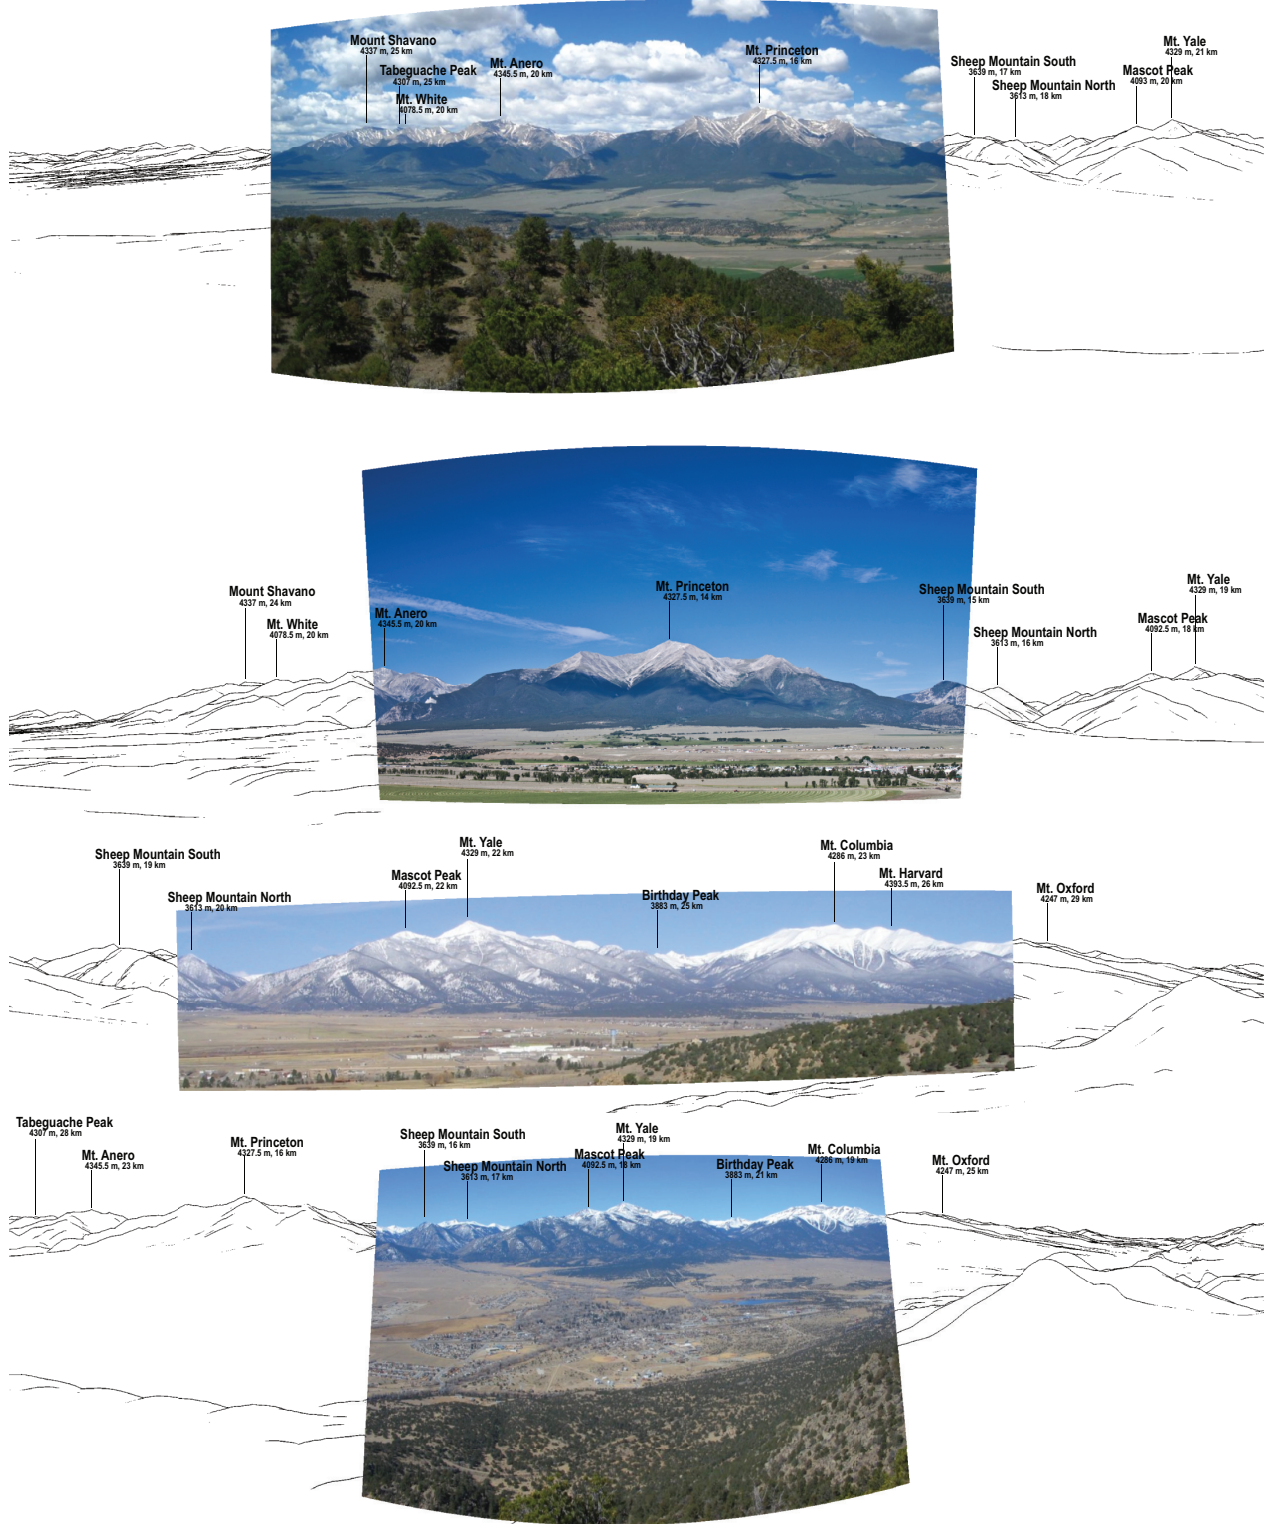 Mount Shavano
4337 m, 25 km
Tabeguache Peak
4307 m, 25 km
Mt. White
4078.5 m, 20 km
Mt. Anero
4345.5 m, 20 km
Mt. Princeton
4327.5 m, 16 km
Sheep Mountain South
3639 m, 17 km
Sheep Mountain North
3613 m, 18 km
Mt. Yale
4329 m, 21 km
Mascot Peak
4093 m, 20 km
Mount Shavano
4337 m, 24 km
Mt. White
4078.5 m, 20 km
Mt. Anero
4345.5 m, 20 km
Mt. Princeton
4327.5 m, 14 km
Sheep Mountain South
3639 m, 15 km
Sheep Mountain North
3613 m, 16 km
Mt. Yale
4329 m, 19 km
Mascot Peak
4092.5 m, 18 km
Sheep Mountain South
3639 m, 19 km
Sheep Mountain North
3613 m, 20 km
Mt. Yale
4329 m, 22 km
Mascot Peak
4092.5 m, 22 km
Birthday Peak
3883 m, 25 km
Mt. Columbia
4286 m, 23 km
Mt. Harvard
4393.5 m, 26 km
Mt. Oxford
4247 m, 29 km
Tabeguache Peak
4307 m, 28 km
Mt. Anero
4345.5 m, 23 km
Mt. Princeton
4327.5 m, 16 km
Sheep Mountain South
3639 m, 16 km
Sheep Mountain North
3613 m, 17 km
Mt. Yale
4329 m, 19 km
Mascot Peak
4092.5 m, 18 km
Birthday Peak
3883 m, 21 km
Mt. Columbia
4286 m, 19 km
Mt. Oxford
4247 m, 25 km